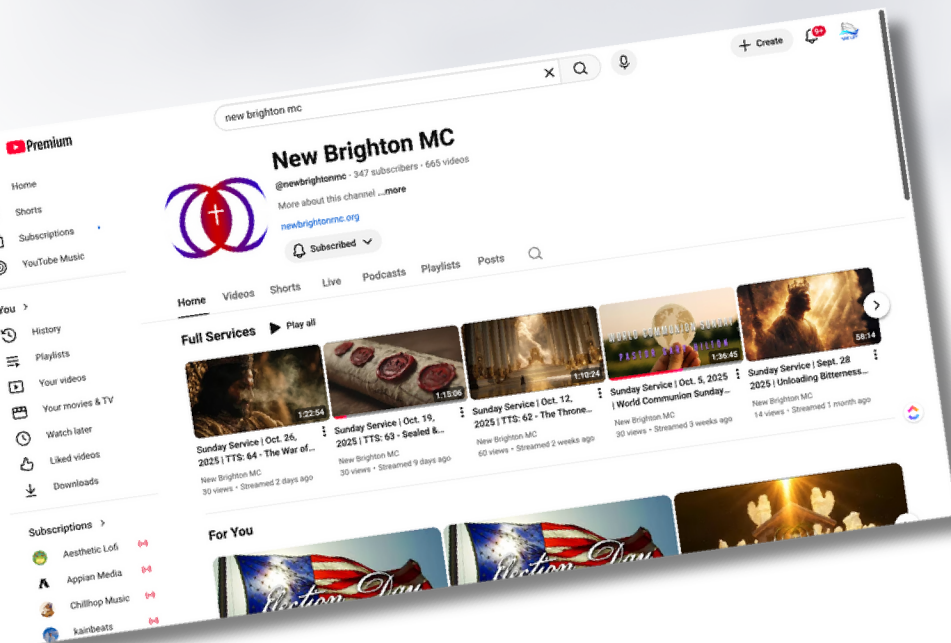 Premium
new brighton mc
Create
9+
Home
Shorts
Subscriptions
YouTube Music
You
History
Playlists
Your videos
Your movies & TV
Watch later
Liked videos
Downloads
Subscriptions
Aesthetic Lofi
Appian Media
Chillhop Music
kainbeats
New Brighton MC
@newbrightonmc · 347 subscribers · 665 videos
More about this channel ...more
newbrightonmc.org
Subscribed
Home Videos Shorts Live Podcasts Playlists Posts
Full Services Play all
1:22:54
Sunday Service | Oct. 26,
2025 | TTS: 64 - The War of...
New Brighton MC
30 views • Streamed 2 days ago
1:15:06
Sunday Service | Oct. 19,
2025 | TTS: 63 - Sealed &...
New Brighton MC
30 views • Streamed 9 days ago
1:10:24
Sunday Service | Oct. 12,
2025 | TTS: 62 - The Throne...
New Brighton MC
60 views • Streamed 2 weeks ago
WORLD COMMUNION SUNDAY
PASTOR HILTON
1:36:45
Sunday Service | Oct. 5, 2025
| World Communion Sunday...
New Brighton MC
30 views • Streamed 3 weeks ago
58:14
Sunday Service | Sept. 28
2025 | Unloading Bitterness...
New Brighton MC
14 views • Streamed 1 month ago
For You
Election Day
Election Day